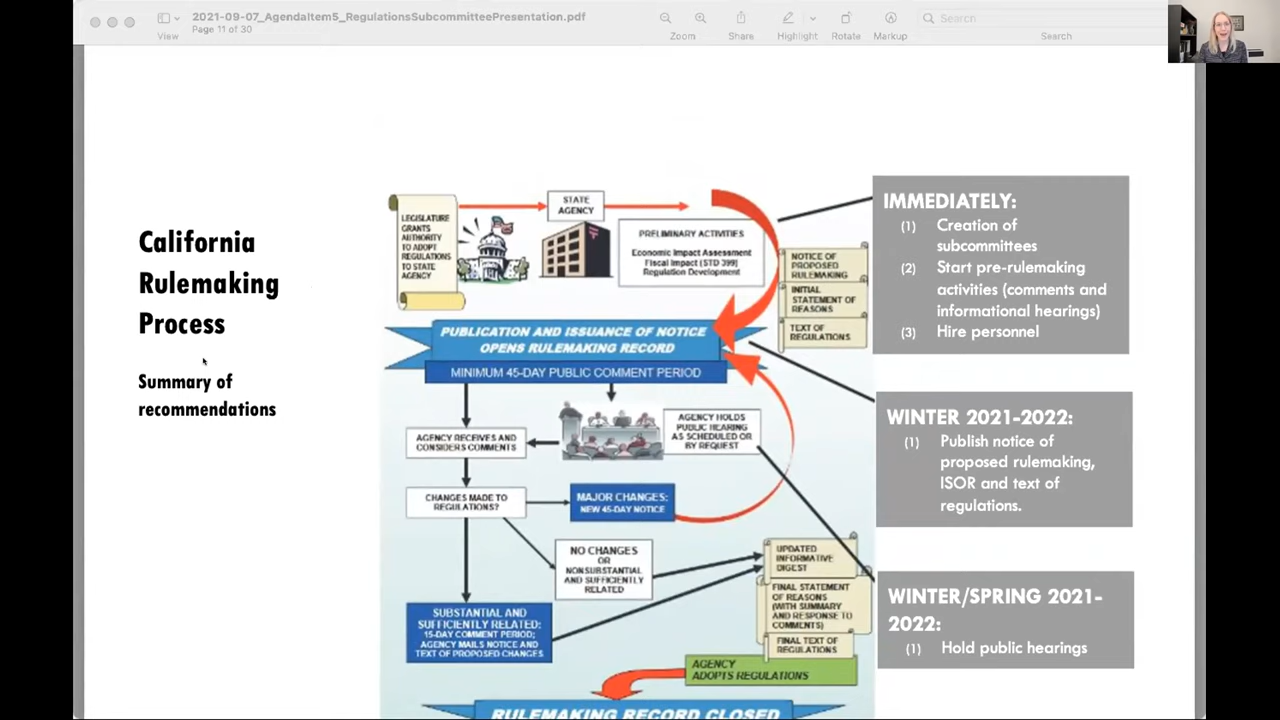 2021-09-07_AgendaItem5_RegulationsSubcommitteePresentation.pdf
Page 11 of 30
View
Zoom
Share
Highlight
Rotate
Markup
Search
Search
California
Rulemaking
Process
Summary of
recommendations
LEGISLATURE
GRANTS
AUTHORITY
TO ADOPT
REGULATIONS
TO STATE
AGENCY
STATE
AGENCY
PRELIMINARY ACTIVITIES
Economic Impact Assessment
Fiscal Impact (STD 399)
Regulation Development
NOTICE OF
PROPOSED
RULEMAKING
INITIAL
STATEMENT OF
REASONS
TEXT OF
REGULATIONS
PUBLICATION AND ISSUANCE OF NOTICE
OPENS RULEMAKING RECORD
MINIMUM 45-DAY PUBLIC COMMENT PERIOD
AGENCY RECEIVES AND
CONSIDERS COMMENTS
AGENCY HOLDS
PUBLIC HEARING
AS SCHEDULED OR
BY REQUEST
CHANGES MADE TO
REGULATIONS?
MAJOR CHANGES:
NEW 45-DAY NOTICE
NO CHANGES
OR
NONSUBSTANTIAL
AND SUFFICIENTLY
RELATED
SUBSTANTIAL AND
SUFFICIENTLY RELATED:
15-DAY COMMENT PERIOD;
AGENCY MAILS NOTICE AND
TEXT OF PROPOSED CHANGES
UPDATED
INFORMATIVE
DIGEST
FINAL STATEMENT
OF REASONS
(WITH SUMMARY
AND RESPONSE TO
COMMENTS)
FINAL TEXT OF
REGULATIONS
AGENCY
ADOPTS REGULATIONS
RULEMAKING RECORD CLOSED
IMMEDIATELY:
(1) Creation of
subcommittees
(2) Start pre-rulemaking
activities (comments and
informational hearings)
(3) Hire personnel
WINTER 2021-2022:
(1) Publish notice of
proposed rulemaking,
ISOR and text of
regulations.
WINTER/SPRING 2021-
2022:
(1) Hold public hearings